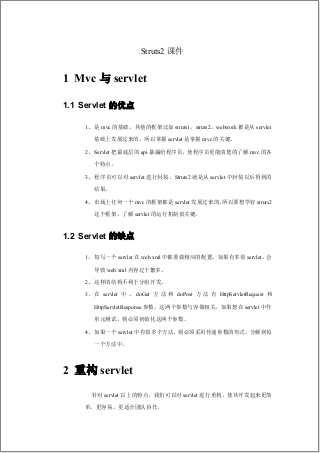 Struts2 课件
1 Mvc 与 servlet
1.1 Servlet 的优点
1、是 mvc 的基础，其他的框架比如 struts1，struts2，webwork 都是从 servlet
基础上发展过来的。所以掌握 servlet 是掌握 mvc 的关键。
2、Servlet 把最底层的 api 暴漏给程序员，使程序员更能清楚的了解 mvc 的各
个特点。
3、程序员可以对 servlet 进行封装。Struts2 就是从 servlet 中封装以后得到的
结果。
4、市场上任何一个 mvc 的框架都是 servlet 发展过来的，所以要想学好 struts2
这个框架，了解 servlet 的运行机制很关键。
1.2 Servlet 的缺点
1、每写一个 servlet 在 web.xml 中都要做相应的配置。如果有多很 servlet，会
导致 web.xml 内容过于繁多。
2、这样的结构不利于分组开发。
3、在 servlet 中，doGet 方法和 doPost 方法有 HttpServletRequest 和
HttpServletResponse 参数。这两个参数与容器相关，如果想在 servlet 中作
单元测试，则必须初始化这两个参数。
4、如果一个 servlet 中有很多个方法，则必须采用传递参数的形式，分解到每
一个方法中。
2 重构 servlet
针对 servlet 以上的特点，我们可以对 servlet 进行重构，使其开发起来更简
单，更容易，更适合团队协作。